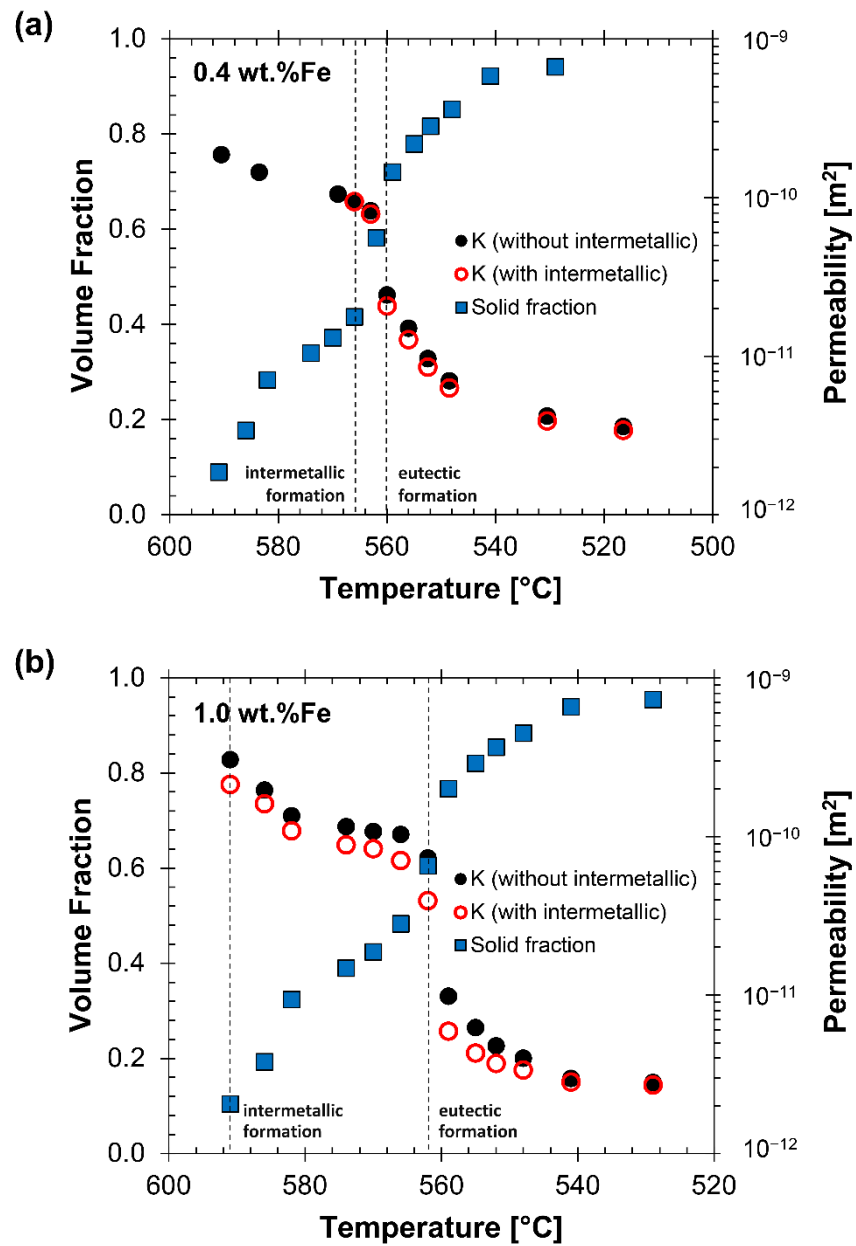 (a)
1.0
0.8
0.6
0.4
0.2
0.0
Volume Fraction
0.4 wt.%Fe
K (without intermetallic)
K (with intermetallic)
Solid fraction
intermetallic
formation
eutectic
formation
10⁻⁹
10⁻¹⁰
10⁻¹¹
10⁻¹²
Permeability [m²]
600 580 560 540 520 500
Temperature [°C]
(b)
1.0
0.8
0.6
0.4
0.2
0.0
Volume Fraction
1.0 wt.%Fe
K (without intermetallic)
K (with intermetallic)
Solid fraction
intermetallic
formation
eutectic
formation
10⁻⁹
10⁻¹⁰
10⁻¹¹
10⁻¹²
Permeability [m²]
600 580 560 540 520
Temperature [°C]